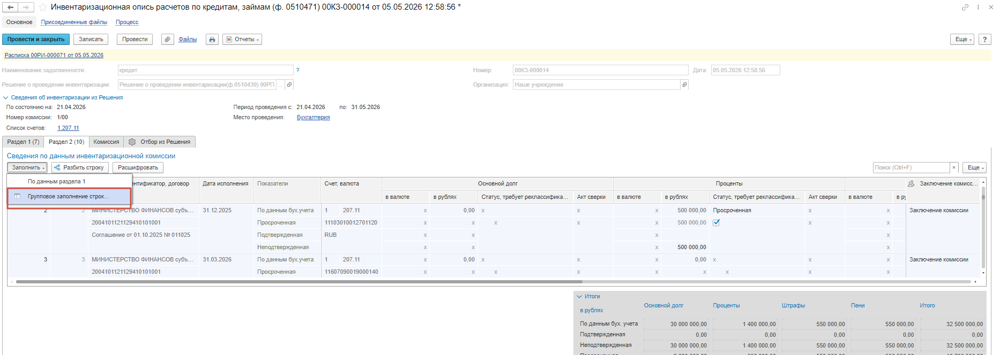 Инвентаризационная опись расчетов по кредитам, займам (ф. 0510471) 00КЗ-000014 от 05.05.2026 12:58:56 *
Основное Присоединенные файлы Процесс
Провести и закрыть Записать Провести Файлы Отчеты Еще ?
Расписка 00РИ-000071 от 05.05.2026
Наименование задолженности: кредит ? Номер: 00КЗ-000014 Дата: 05.05.2026 12:58:56
Решение о проведении инвентаризации: Решение о проведении инвентаризации(ф.0510439) 00РП- ... Организация: Наше учреждение
Сведения об инвентаризации из Решения
По состоянию на: 21.04.2026 Период проведения с: 21.04.2026 по: 31.05.2026
Номер комиссии: 1/00 Место проведения: Бухгалтерия
Список счетов: 1.207.11
Раздел 1 (7) Раздел 2 (10) Комиссия Отбор из Решения
Сведения по данным инвентаризационной комиссии
Заполнить Разбить строку Расшифровать Поиск (Ctrl+F) × Еще
По данным раздела 1
Групповое заполнение строк...
нтификатор, договор Дата исполнения Показатели Счет, валюта Основной долг Проценты Заключение комисс...
в валюте в рублях Статус, требует реклассифика... Акт сверки в валюте в рублях Статус, требует реклассифика... Акт сверки в валюте в ру
2 2 МИНИСТЕРСТВО ФИНАНСОВ субъ... 31.12.2025 По данным бух.учета 1 207.11 x 0,00 x x x 500 000,00 Просроченная x x Заключение комиссии
2004101121129410101001 Просроченная 11103010012701120 x x x x x 500 000,00 x x
Соглашение от 01.10.2025 № 011025 Подтвержденная RUB x x x x
Неподтвержденная x x x 500 000,00 x
3 3 МИНИСТЕРСТВО ФИНАНСОВ субъ... 31.03.2026 По данным бух.учета 1 207.11 x 0,00 x x x 0,00 x x x Заключение комиссии
2004101121129410101001 Просроченная 11607090019000140 x x x x x x x x x
Итоги
в рублях Основной долг Проценты Штрафы Пени Итого
По данным бух. учета 30 000 000,00 1 400 000,00 550 000,00 550 000,00 32 500 000,00
Подтвержденная 0,00 0,00 0,00 0,00 0,00
Неподтвержденная 30 000 000,00 1 400 000,00 550 000,00 550 000,00 32 500 000,00